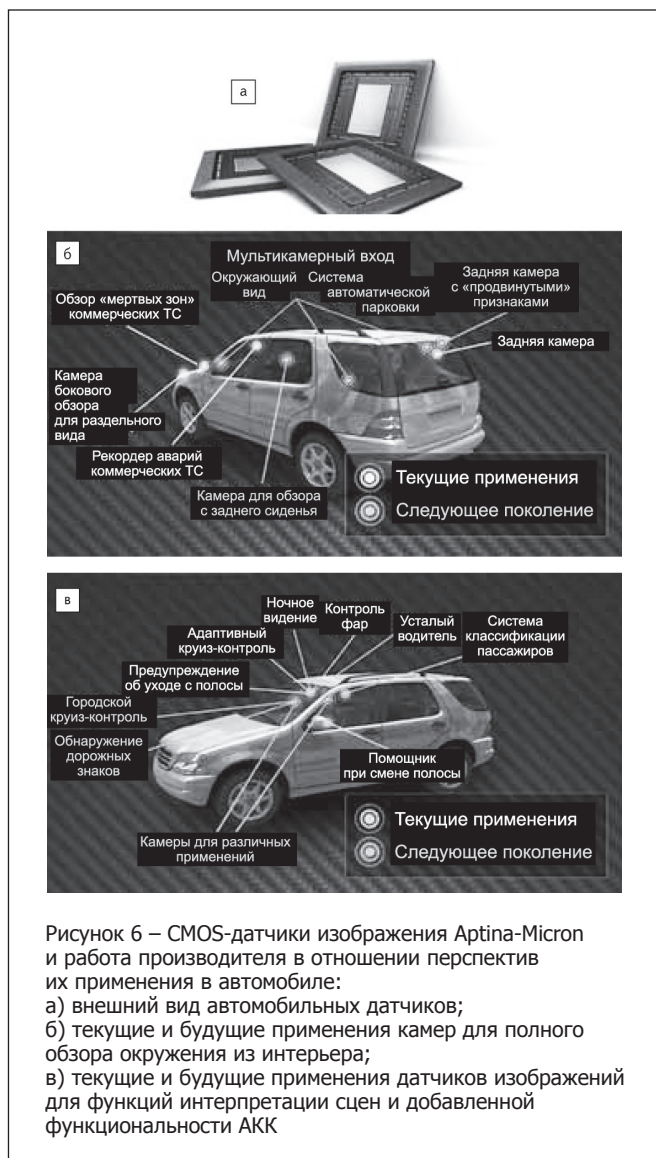 а
б
Мультикамерный вход
Окружающий вид
Система автоматической парковки
Задняя камера
с «продвинутыми»
признаками
Обзор «мертвых зон»
коммерческих ТС
Задняя камера
Камера
бокового
обзора
для раздельного
вида
Рекордер аварий
коммерческих ТС
Камера для обзора
с заднего сиденья
Текущие применения
Следующее поколение
в
Ночное
видение
Контроль
фар
Усталый
водитель
Система
классификации
пассажиров
Адаптивный
круиз-контроль
Предупреждение
об уходе с полосы
Городской
круиз-контроль
Обнаружение
дорожных
знаков
Помощник
при смене полосы
Камеры для различных
применений
Текущие применения
Следующее поколение
Рисунок 6 – CMOS-датчики изображения Aptina-Micron
и работа производителя в отношении перспектив
их применения в автомобиле:
а) внешний вид автомобильных датчиков;
б) текущие и будущие применения камер для полного
обзора окружения из интерьера;
в) текущие и будущие применения датчиков изображений
для функций интерпретации сцен и добавленной
функциональности АКК